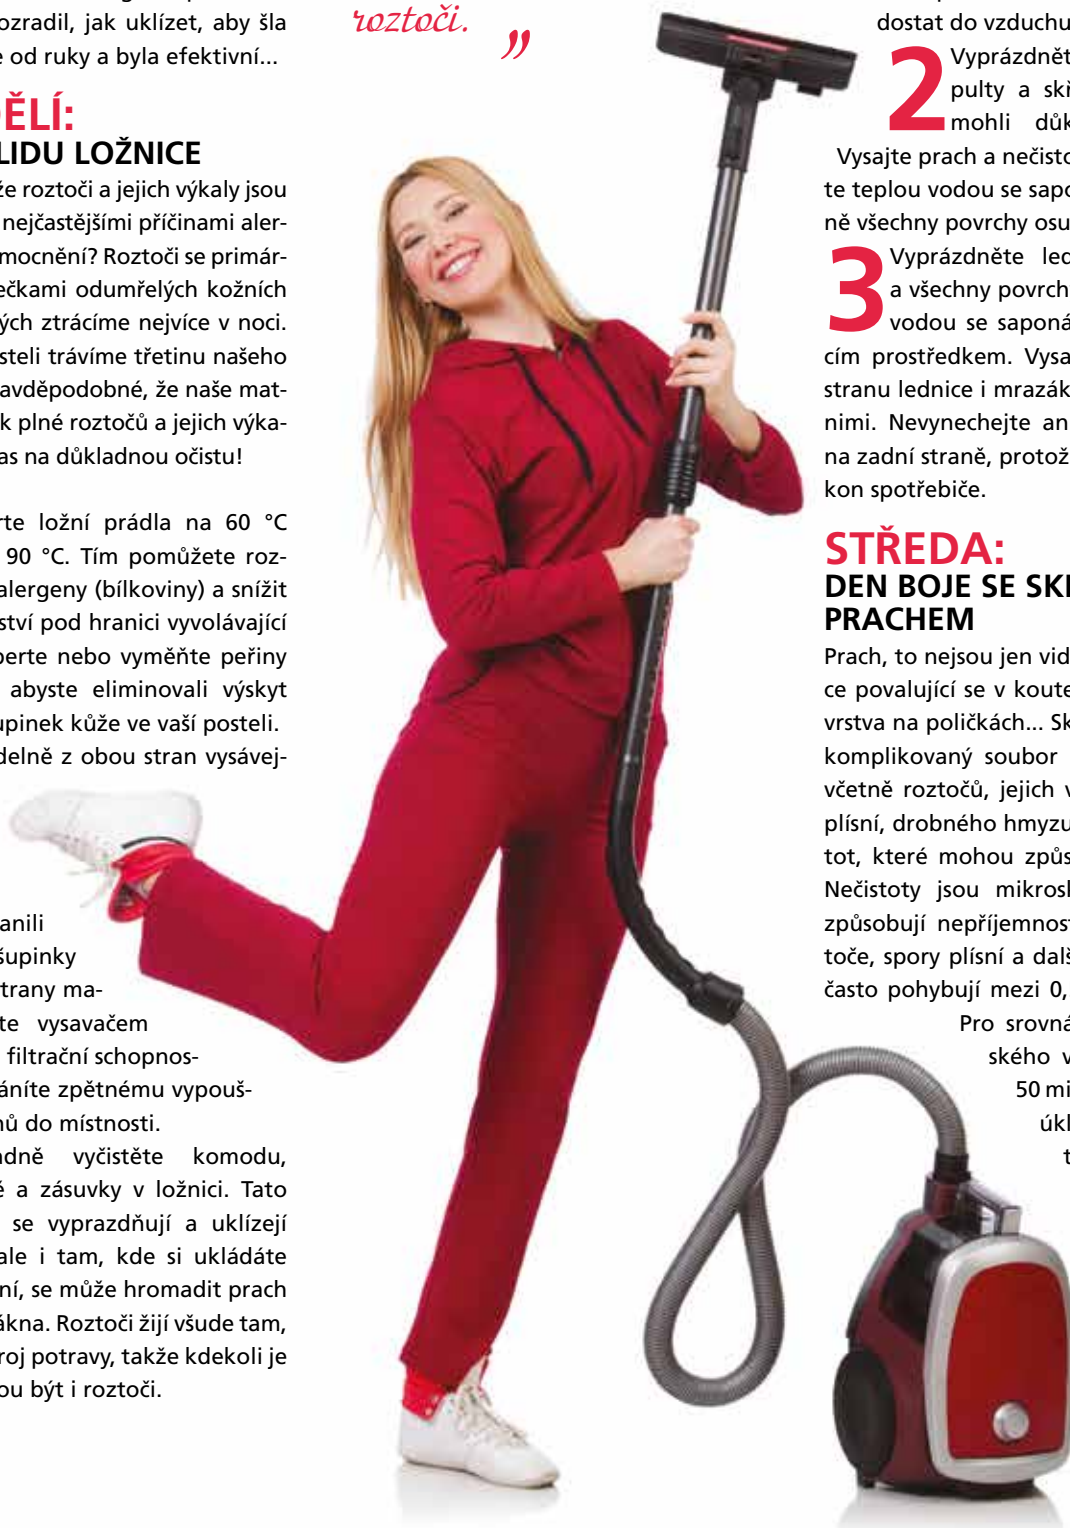 ozradil, jak uklízet, aby šla
e od ruky a byla efektivní...
ĚLÍ:
LIDU LOŽNICE
že roztoči a jejich výkaly jsou
nejčastějšími příčinami aler-
mocnění? Roztoči se primár-
ečkami odumřelých kožních
ých ztrácíme nejvíce v noci.
steli trávíme třetinu našeho
avděpodobné, že naše mat-
k plné roztočů a jejich výka-
as na důkladnou očistu!
rte ložní prádla na 60 °C
90 °C. Tím pomůžete roz-
alergeny (bílkoviny) a snížit
ství pod hranici vyvolávající
perte nebo vyměňte peřiny
abyste eliminovali výskyt
upinek kůže ve vaší posteli.
delně z obou stran vysávej-
anili
šupinky
trany ma-
te vysavačem
filtrační schopnos-
áníte zpětnému vypouš-
nů do místnosti.
adně vyčistěte komodu,
é a zásuvky v ložnici. Tato
se vyprazdňují a uklízejí
ale i tam, kde si ukládáte
ní, se může hromadit prach
ákna. Roztoči žijí všude tam,
roj potravy, takže kdekoli je
ou být i roztoči.
roztoči.
”
dostat do vzduchu
2 Vyprázdnět
pulty a skř
mohli důk
Vysajte prach a nečisto
te teplou vodou se sapo
ně všechny povrchy osu
3 Vyprázdněte led
a všechny povrch
vodou se saponá
cím prostředkem. Vysa
stranu lednice i mrazák
nimi. Nevynechejte an
na zadní straně, protož
kon spotřebiče.
STŘEDA:
DEN BOJE SE SK
PRACHEM
Prach, to nejsou jen vid
ce povalující se v koute
vrstva na poličkách... Sk
komplikovaný soubor
včetně roztočů, jejich v
plísní, drobného hmyzu
tot, které mohou způs
Nečistoty jsou mikrosk
způsobují nepříjemnos
toče, spory plísní a dalš
často pohybují mezi 0,
Pro srovná
ského v
50 mi
úkl
t